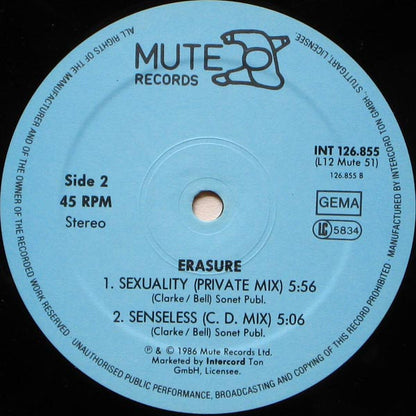 MUTE
RECORDS
INT 126.855
(L12 Mute 51)
126.855 B
Side 2
45 RPM
Stereo
GEMA
LC 5834
ERASURE
1. SEXUALITY (PRIVATE MIX) 5:56
(Clarke / Bell) Sonet Publ.
2. SENSELESS (C. D. MIX) 5:06
(Clarke / Bell) Sonet Publ.
℗ & © 1986 Mute Records Ltd.
Marketed by Intercord Ton
GmbH, Licensee.
ALL RIGHTS OF THE MANUFACTURER AND OF THE OWNER OF THE RECORDED WORK RESERVED. UNAUTHORISED PUBLIC PERFORMANCE, BROADCASTING AND COPYING OF THIS RECORD PROHIBITED. MANUFACTURED BY INTERCORD TON GMBH., STUTTGART, LICENSEE